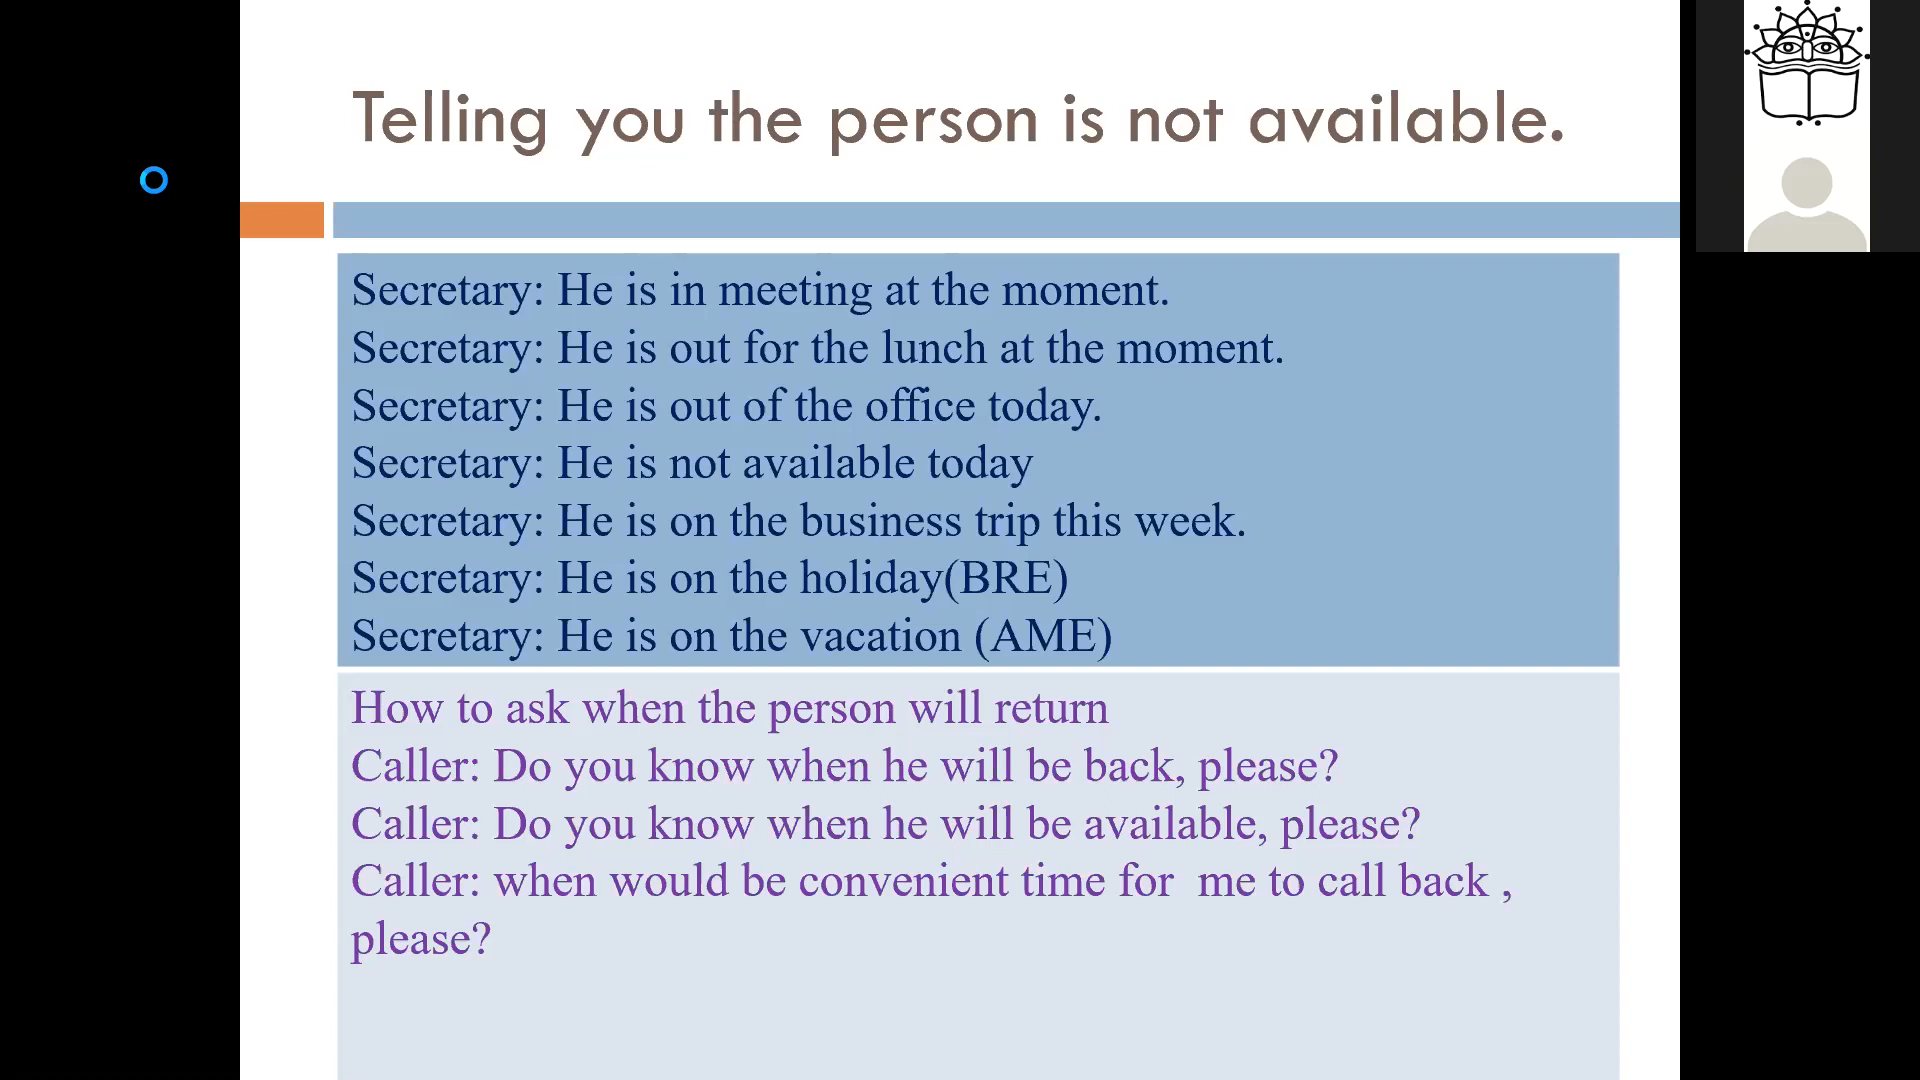 Telling you the person is not available.
Secretary: He is in meeting at the moment.
Secretary: He is out for the lunch at the moment.
Secretary: He is out of the office today.
Secretary: He is not available today
Secretary: He is on the business trip this week.
Secretary: He is on the holiday(BRE)
Secretary: He is on the vacation (AME)
How to ask when the person will return
Caller: Do you know when he will be back, please?
Caller: Do you know when he will be available, please?
Caller: when would be convenient time for  me to call back ,
please?